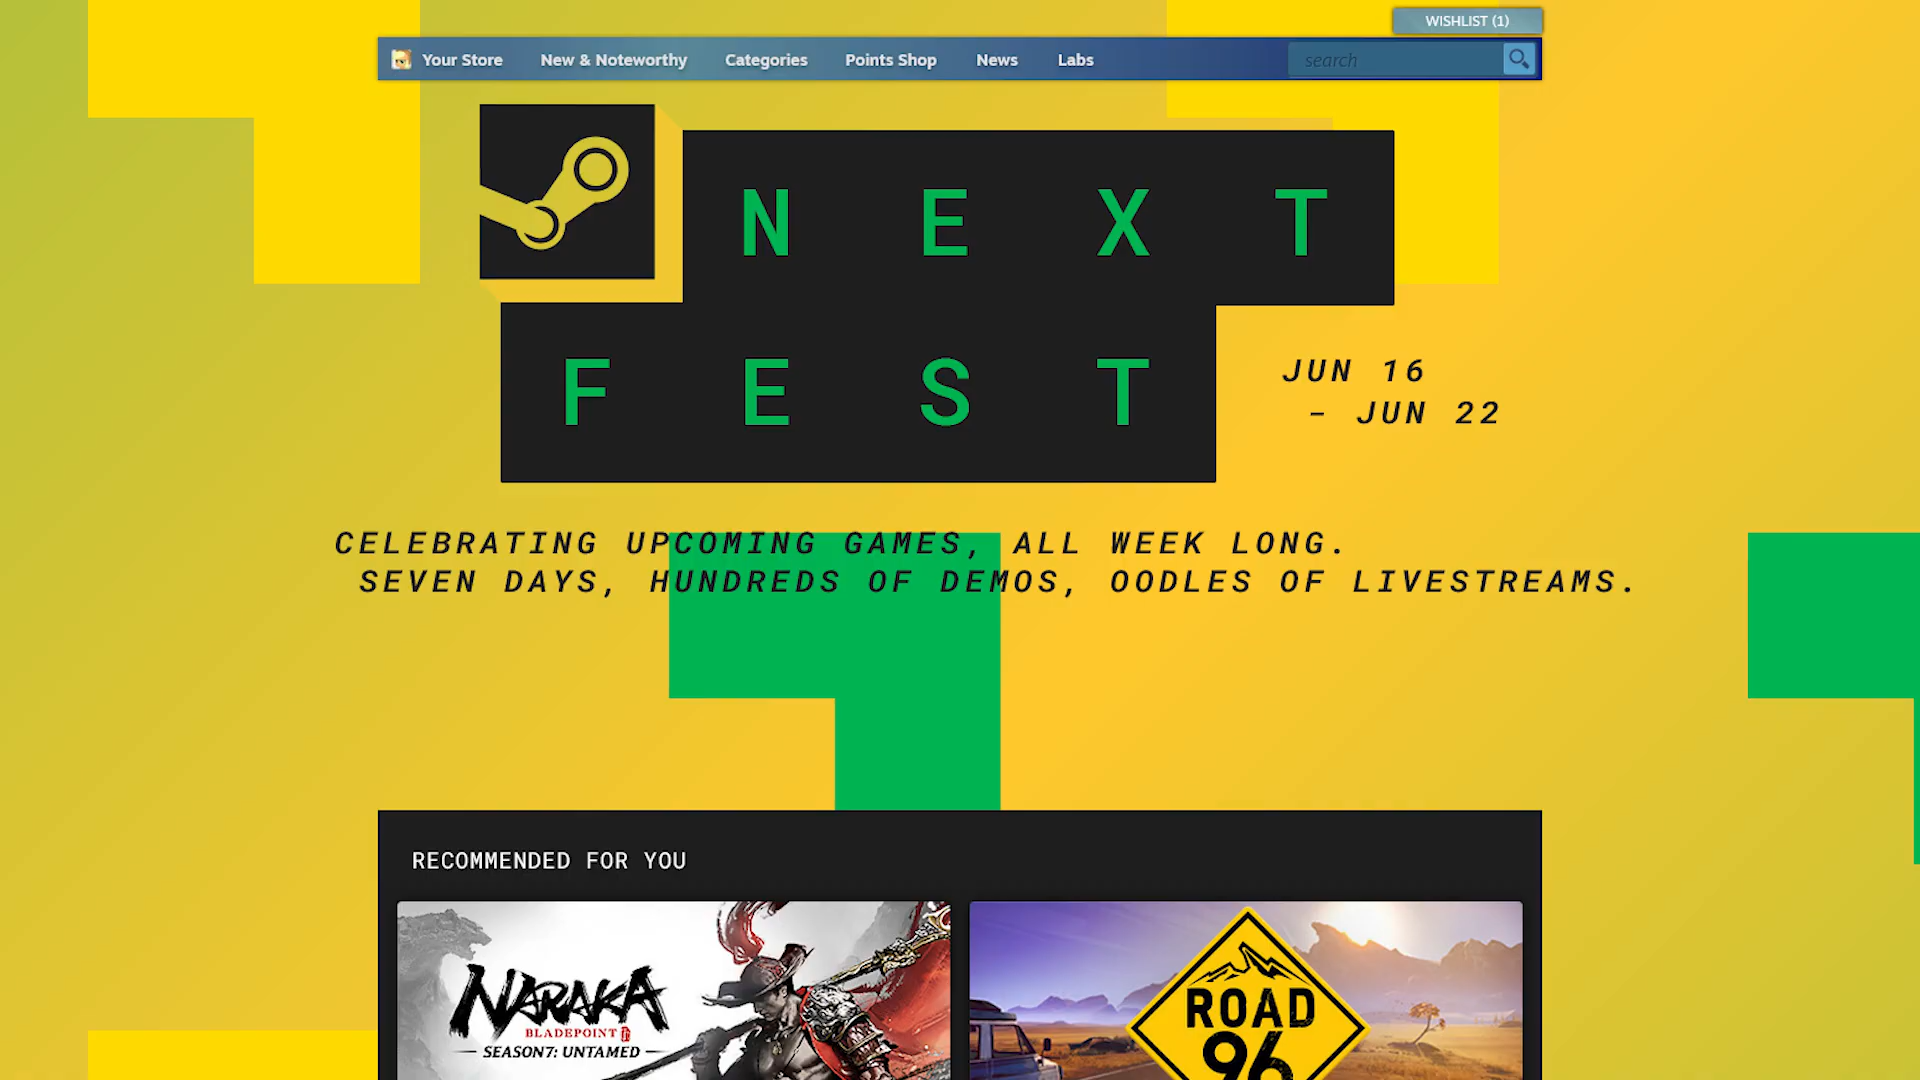 WISHLIST (1)
Your Store New & Noteworthy Categories Points Shop News Labs search
N E X T
F E S T
JUN 16
- JUN 22
CELEBRATING UPCOMING GAMES, ALL WEEK LONG.
SEVEN DAYS, HUNDREDS OF DEMOS, OODLES OF LIVESTREAMS.
RECOMMENDED FOR YOU
NARAKA
BLADEPOINT
SEASON7: UNTAMED
ROAD
96